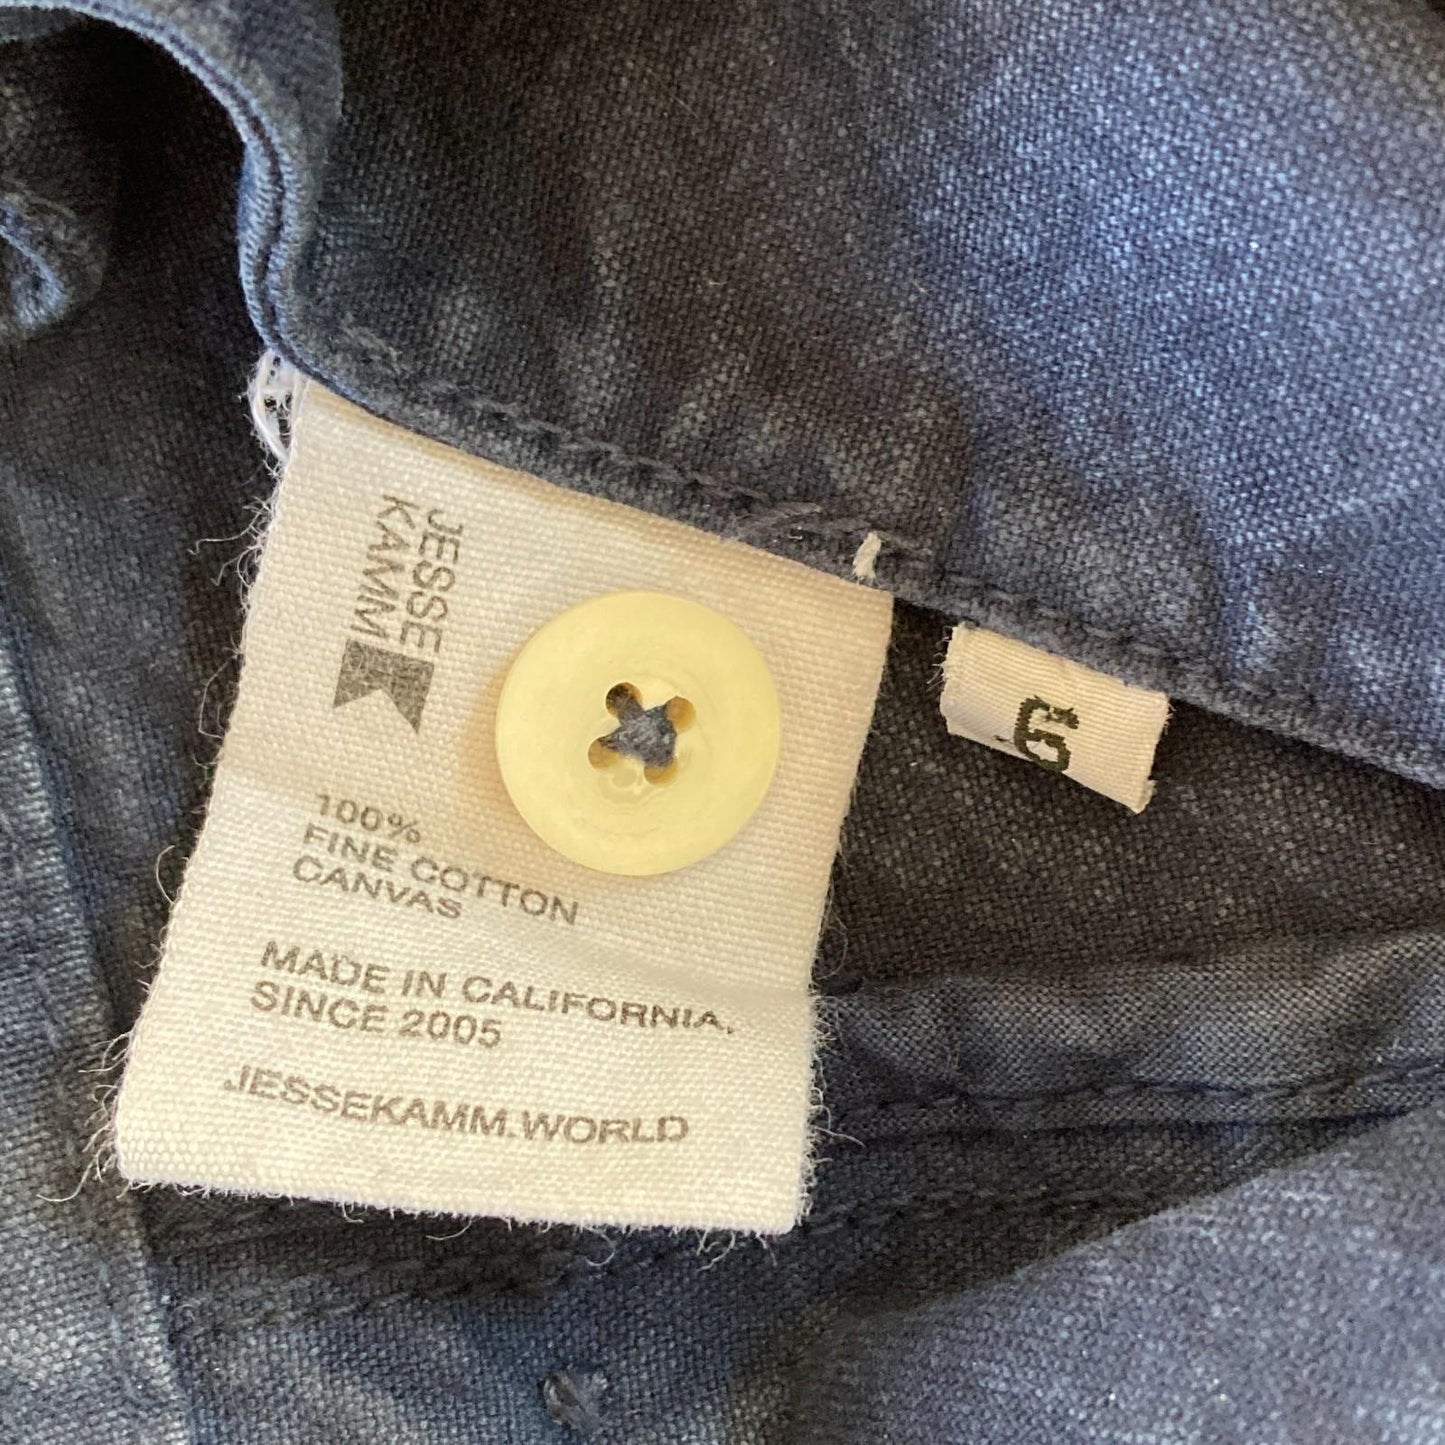 JESSE
KAMM
100%
FINE COTTON
CANVAS
MADE IN CALIFORNIA,
SINCE 2005
JESSEKAMM.WORLD
6